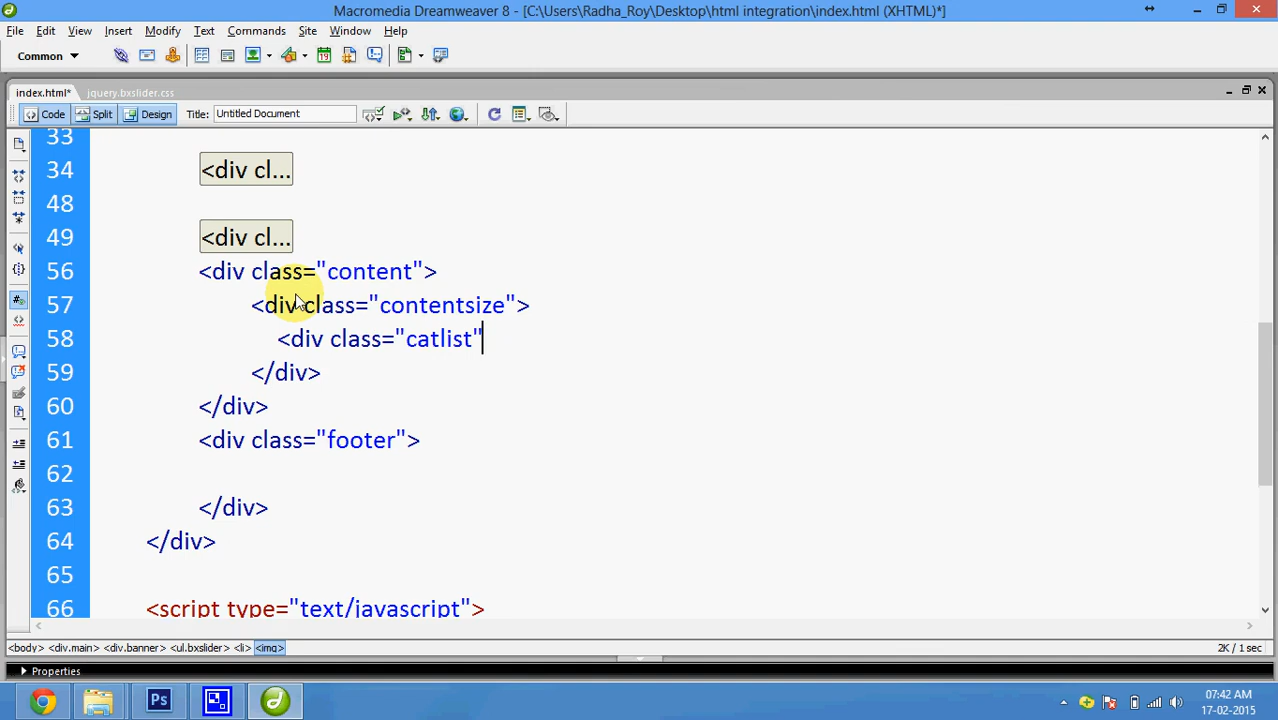 Macromedia Dreamweaver 8 - [C:\Users\Radha_Roy\Desktop\html integration\index.html (XHTML)*]
File Edit View Insert Modify Text Commands Site Window Help
Common
index.html* jquery.bxslider.css
Code Split Design Title: Untitled Document
33
34 <div cl...
48
49 <div cl...
56 <div class="content">
57 <div class="contentsize">
58 <div class="catlist"
59 </div>
60 </div>
61 <div class="footer">
62
63 </div>
64 </div>
65
66 <script type="text/javascript">
<body> <div.main> <div.banner> <ul.bxslider> <li> <img> 2K / 1 sec
Properties
Ps
07:42 AM
17-02-2015